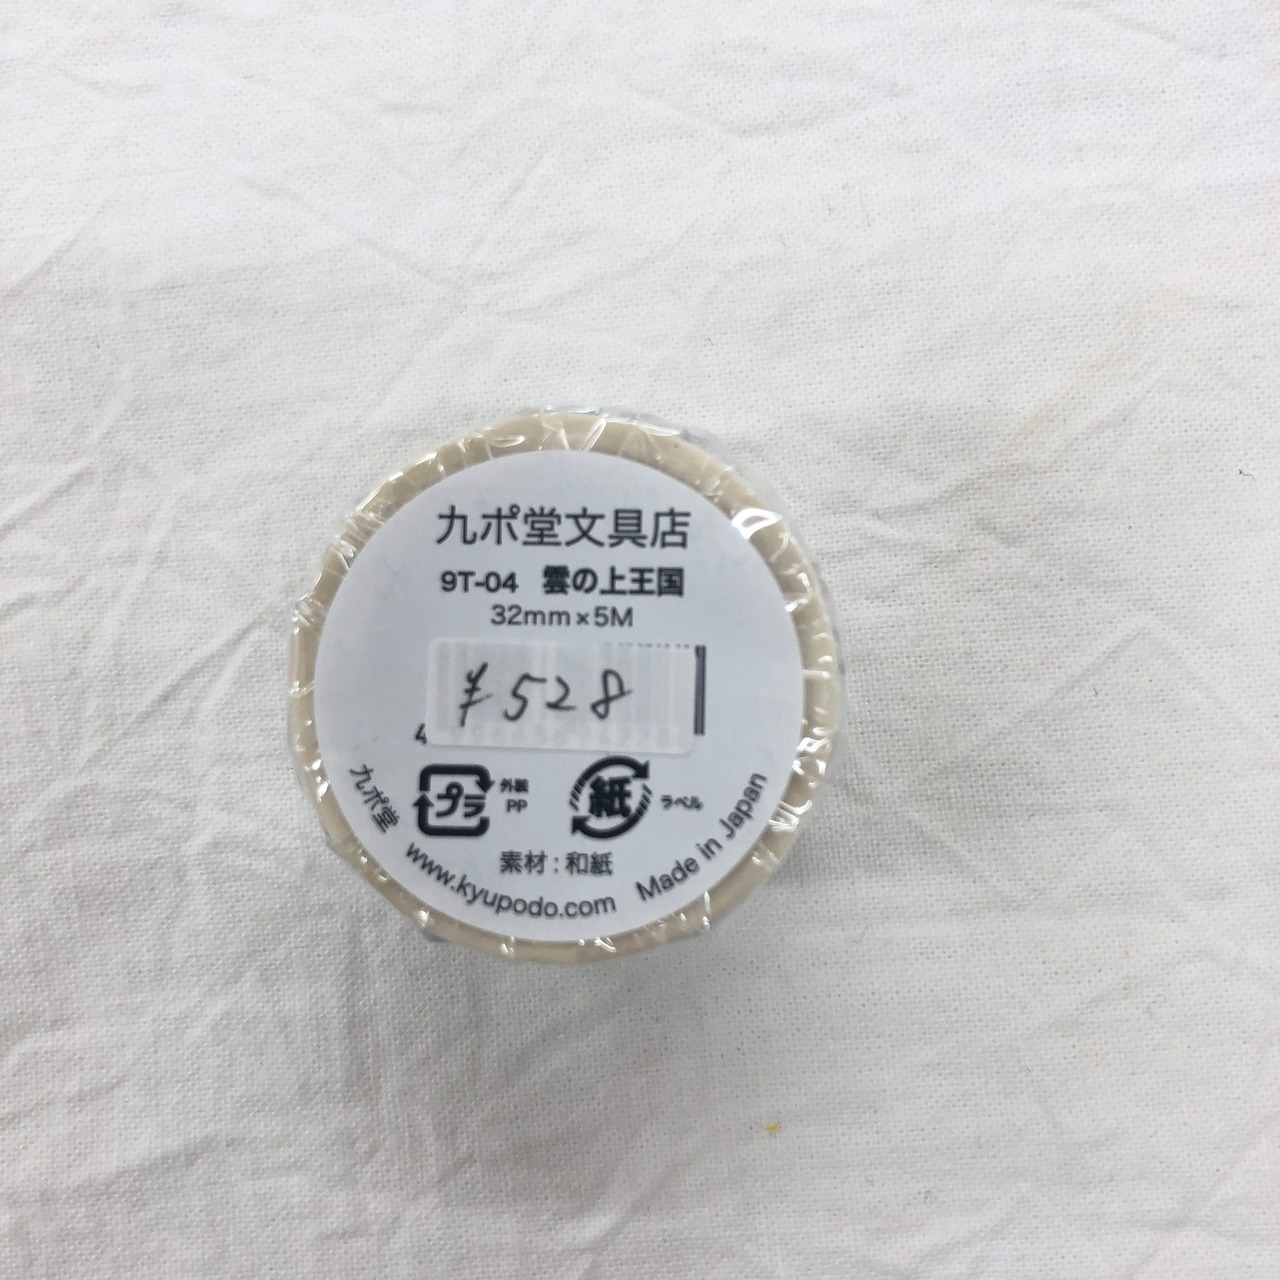 九ポ堂文具店
9T-04 雲の上王国
32mm×5M
¥528
4
プラ
外装
PP
紙
ラベル
素材:和紙
九ポ堂 www.kyupodo.com Made in Japan